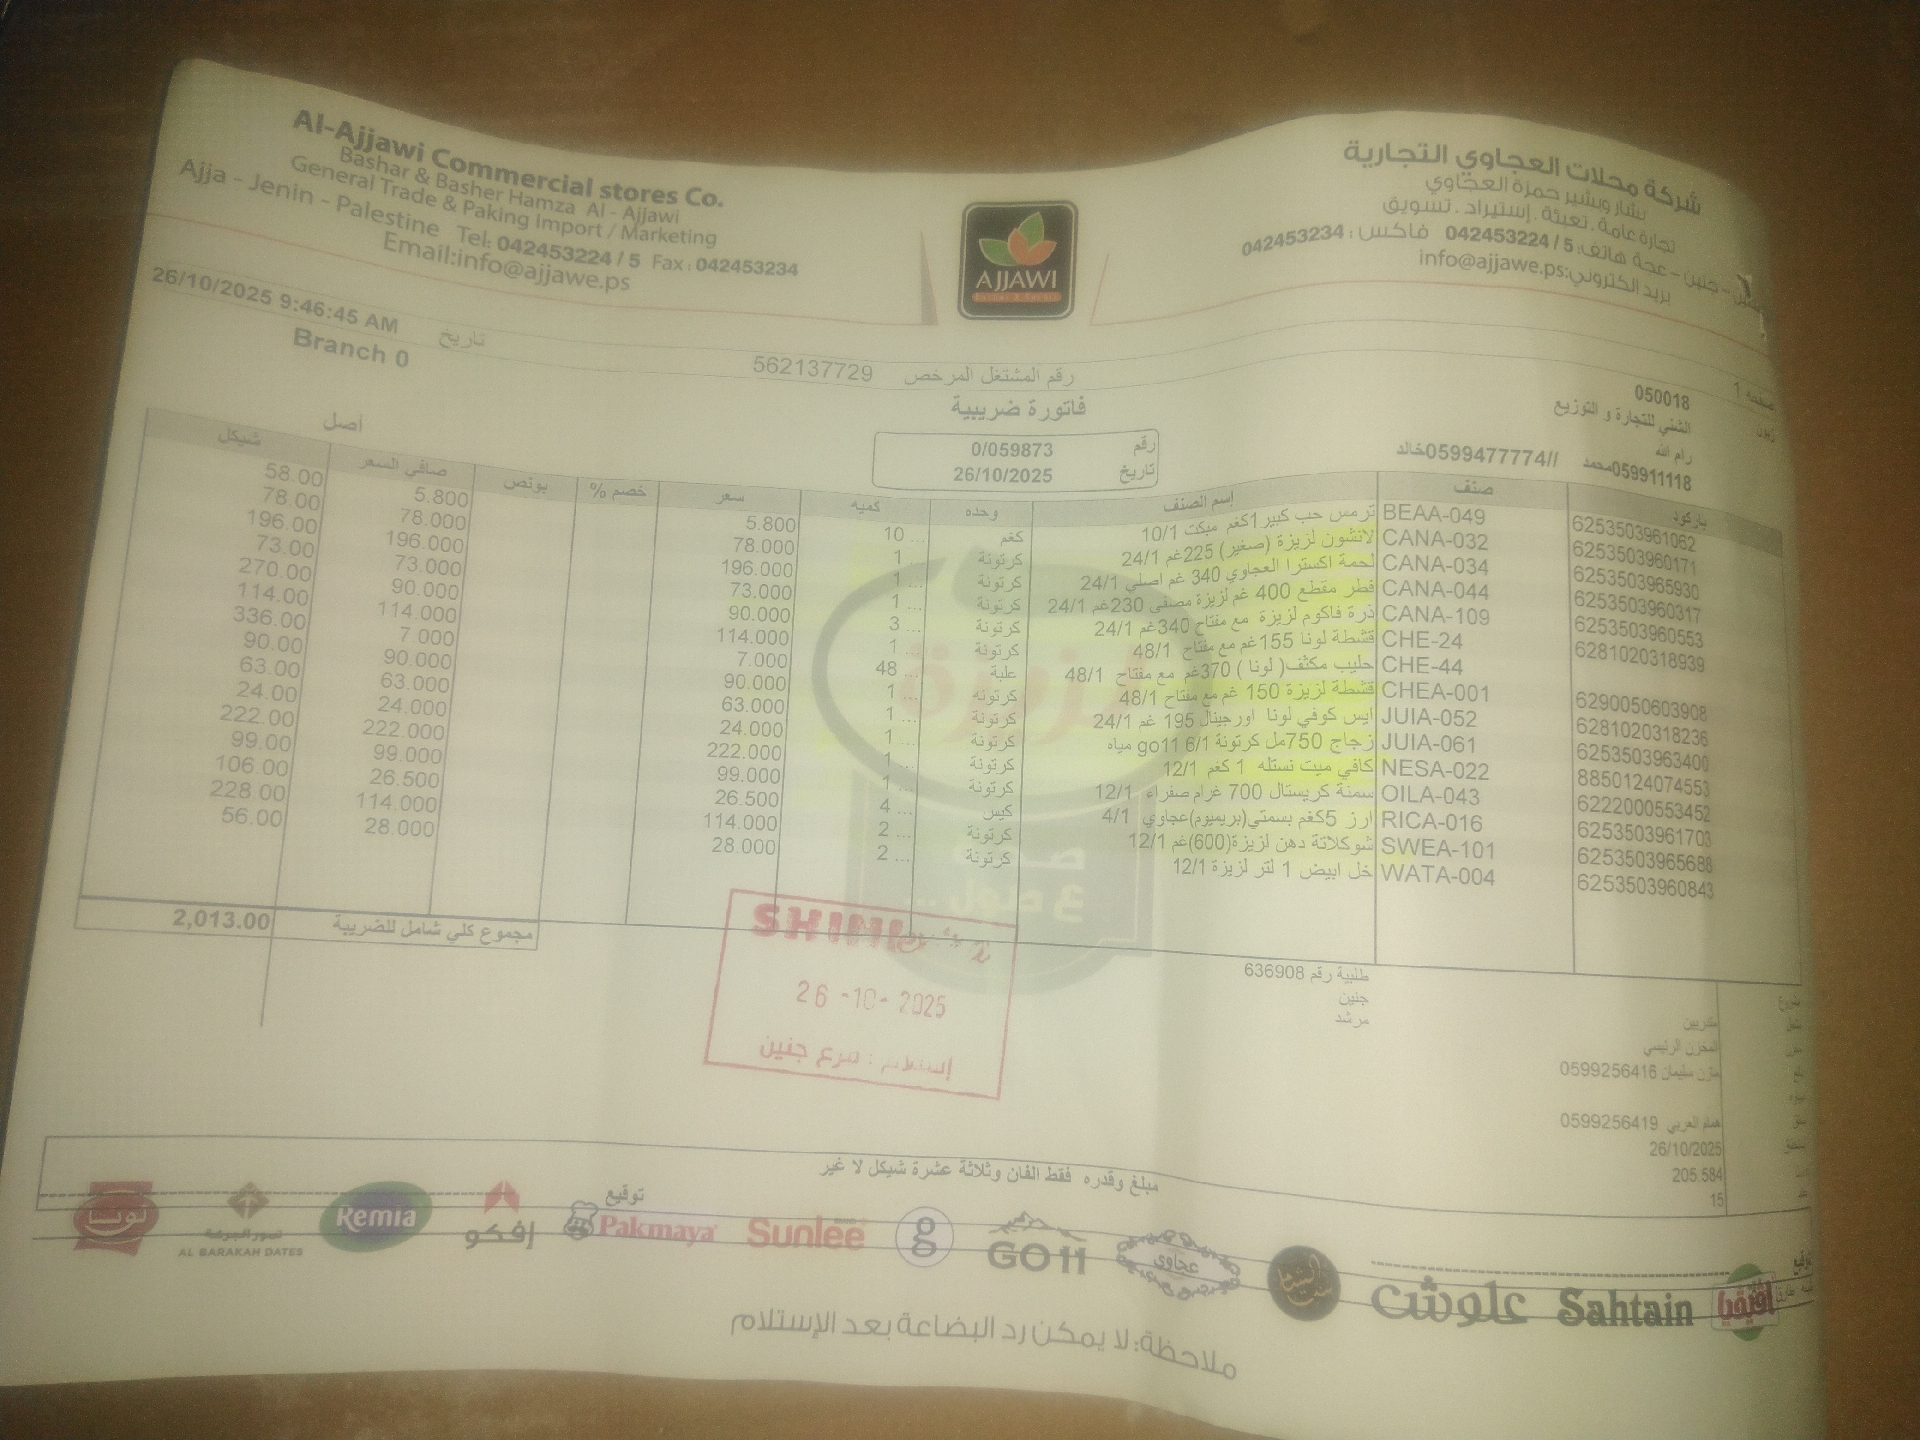 Al-Ajjawi Commercial stores Co.
Bashar & Basher Hamza Al - Ajjawi
General Trade & Paking Import / Marketing
Ajja - Jenin - Palestine Tel: 042453224 / 5 Fax : 042453234
Email:info@ajjawe.ps
AJJAWI
شركة محلات العجاوي التجارية
بشار وبشير حمزة العجاوي
تجارة عامة . تعبئة . إستيراد . تسويق
جنين - عجة هاتف: 5 / 042453224 فاكس : 042453234
بريد الكتروني:info@ajjawe.ps
26/10/2025 9:46:45 AM تاريخ
Branch 0
رقم المشتغل المرخص 562137729
فاتورة ضريبية
صفحه 1
زبون
050018
الشني للتجارة و التوزيع
رام الله
059911118محمد //0599477774خالد
أصل
رقم 0/059873
تاريخ 26/10/2025
باركود صنف إسم الصنف وحده كميه سعر خصم % بونص صافي السعر شيكل
6253503961062 BEAA-049 ترمس حب كبير1كغم مبكت 10/1 كغم 10 ... 5.800 5.800 58.00
6253503960171 CANA-032 لانشون لزيزة (صغير) 225غم 24/1 كرتونة 1 ... 78.000 78.000 78.00
6253503965930 CANA-034 لحمة اكسترا العجاوي 340 غم اصلي 24/1 كرتونة 1 ... 196.000 196.000 196.00
6253503960317 CANA-044 فطر مقطع 400 غم لزيزة مصفي 230غم 24/1 كرتونة 1 ... 73.000 73.000 73.00
6253503960553 CANA-109 ذرة فاكوم لزيزة مع مفتاح 340غم 24/1 كرتونة 3 ... 90.000 90.000 270.00
6281020318939 CHE-24 قشطة لونا 155غم مع مفتاح 48/1 كرتونة 1 ... 114.000 114.000 114.00
CHE-44 حليب مكثف( لونا ) 370غم مع مفتاح 48/1 علبة 48 ... 7.000 7.000 336.00
6290050603908 CHEA-001 قشطة لزيزة 150 غم مع مفتاح 48/1 كرتونه 1 ... 90.000 90.000 90.00
6281020318236 JUIA-052 ايس كوفي لونا اورجينال 195 غم 24/1 كرتونة 1 ... 63.000 63.000 63.00
6253503963400 JUIA-061 زجاج 750مل كرتونة 6/1 go11 مياه كرتونة 1 ... 24.000 24.000 24.00
8850124074553 NESA-022 كافي ميت نستله 1 كغم 12/1 كرتونة 1 ... 222.000 222.000 222.00
6222000553452 OILA-043 سمنة كريستال 700 غرام صفراء 12/1 كرتونة 1 ... 99.000 99.000 99.00
6253503961703 RICA-016 ارز 5كغم بسمتي(بريميوم)عجاوي 4/1 كيس 4 ... 26.500 26.500 106.00
6253503965688 SWEA-101 شوكلاتة دهن لزيزة(600)غم 12/1 كرتونة 2 ... 114.000 114.000 228.00
6253503960843 WATA-004 خل ابيض 1 لتر لزيزة 12/1 كرتونة 2 ... 28.000 28.000 56.00
مجموع كلي شامل للضريبة 2,013.00
26 -10- 2025
فرع جنين
طلبية رقم 636908
جنين
مرشد
المخزن الرئيسي
مازن سليمان 0599256416
همام العربي 0599256419
26/10/2025
205.584
15
مبلغ وقدره فقط الفان وثلاثة عشرة شيكل لا غير
توقيع
لونا
AL BARAKAH DATES
Remia
إفكو
Pakmaya
Sunlee
g
GO11
عجاوي
علوش
Sahtain
ملاحظة: لا يمكن رد البضاعة بعد الإستلام